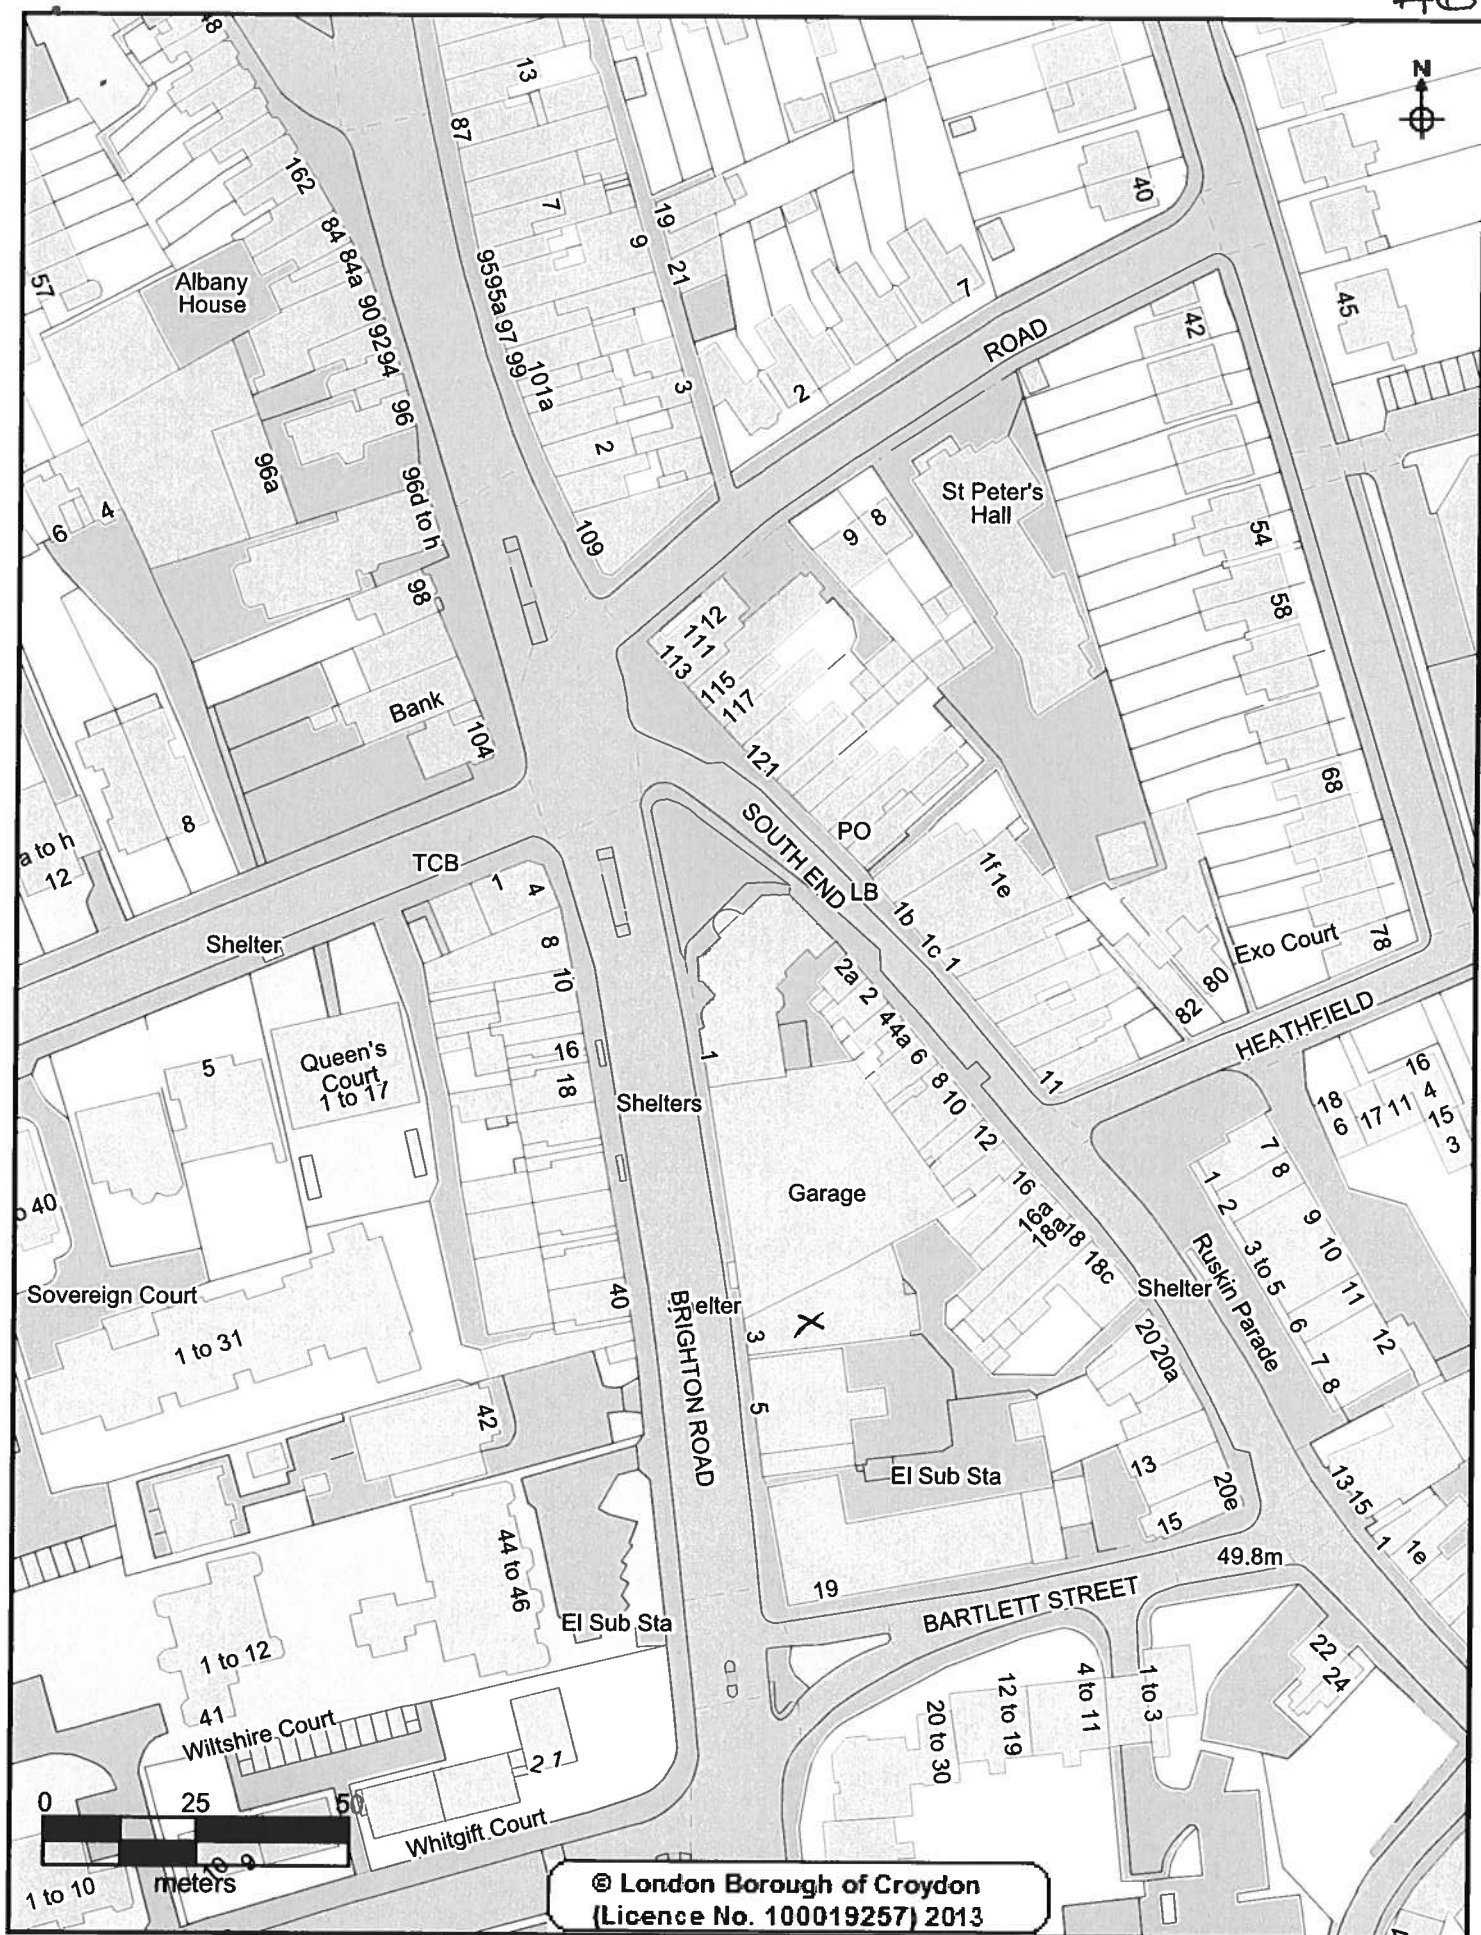 48
13
N
87
162
40
7
19
84
9
84a
Albany
House
21
95
95a
57
90
92
94
97
99
7
45
42
ROAD
101a
3
2
96
2
96a
96d to h
St Peter's
Hall
4
6
8
9
109
54
98
58
112
111
113
115
117
Bank
104
121
68
8
SOUTH END
PO
a to h
12
TCB
1
4
1f1e
LB
1b
8
1c
1
Shelter
Exo Court
78
10
2a
2
80
82
4
4a
6
HEATHFIELD
16
Queen's
Court
1 to 17
5
1
8
10
11
18
16
18
6
17
11
4
15
3
Shelters
12
7
8
Garage
16
16a
18a
18
18c
1
2
9
10
40
3 to 5
11
Sovereign Court
40
Shelter
Ruskin Parade
elter
BRIGHTON ROAD
X
3
6
12
1 to 31
20
20a
7
8
5
42
13
El Sub Sta
20e
13-15
15
1
1e
44 to 46
49.8m
19
BARTLETT STREET
El Sub Sta
1 to 12
22
24
4 to 11
1 to 3
12 to 19
20 to 30
41
Wiltshire Court
2
1
0
25
50
Whitgift Court
10
9
meters
1 to 10
© London Borough of Croydon
(Licence No. 100019257) 2013